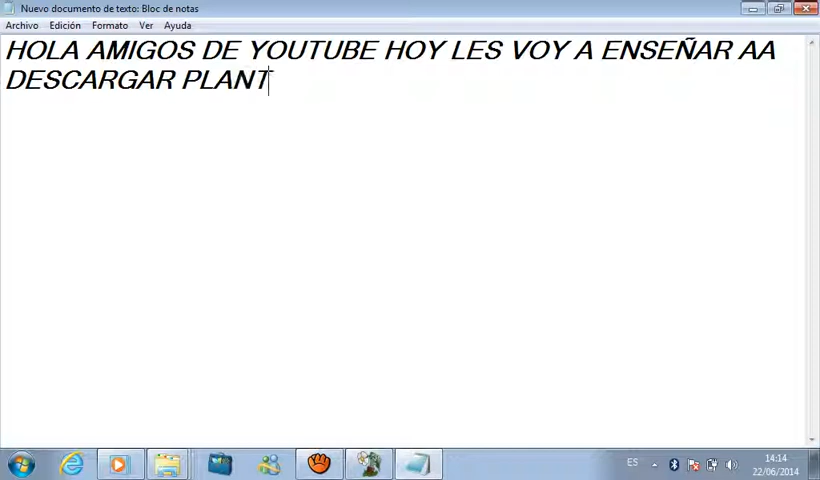 Nuevo documento de texto: Bloc de notas
Archivo Edición Formato Ver Ayuda
HOLA AMIGOS DE YOUTUBE HOY LES VOY A ENSEÑAR AA
DESCARGAR PLANT
ES
14:14
22/06/2014